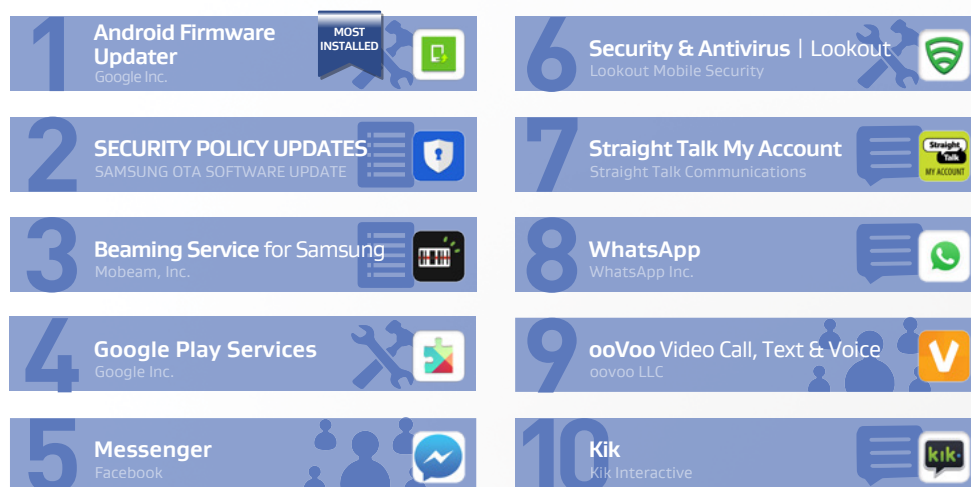 1
Android Firmware
Updater
Google Inc.
MOST
INSTALLED
2
SECURITY POLICY UPDATES
SAMSUNG OTA SOFTWARE UPDATE
3
Beaming Service for Samsung
Mobeam, Inc.
4
Google Play Services
Google Inc.
5
Messenger
Facebook
6
Security & Antivirus | Lookout
Lookout Mobile Security
7
Straight Talk My Account
Straight Talk Communications
Straight
Talk
MY ACCOUNT
8
WhatsApp
WhatsApp Inc.
9
ooVoo Video Call, Text & Voice
oovoo LLC
10
Kik
Kik Interactive
kik